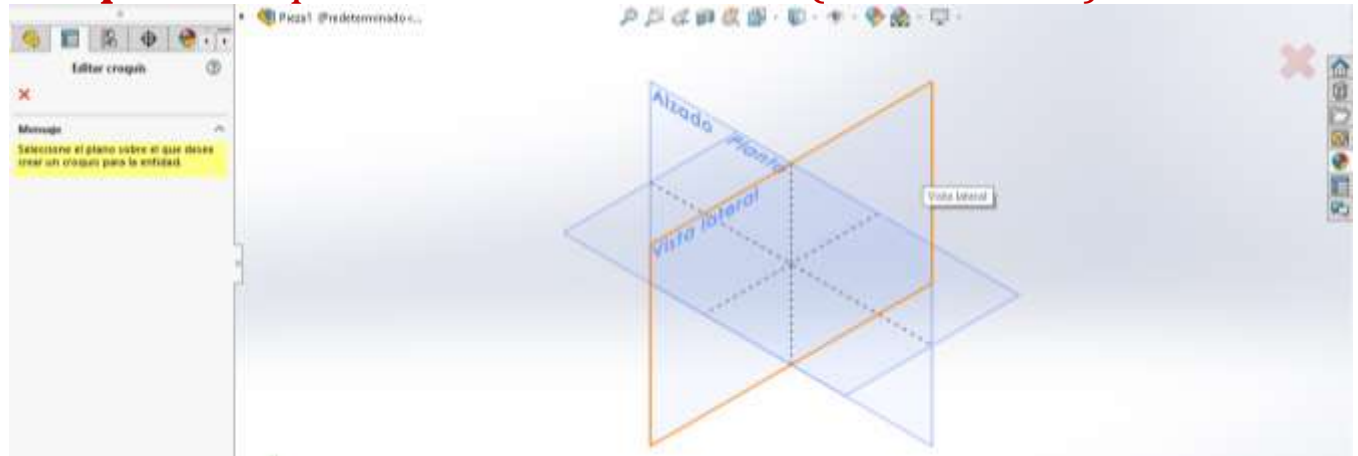 Pieza1 (Predeterminado<...
Editar croquis
Mensaje
Seleccione el plano sobre el que desea
crear un croquis para la entidad.
Alzado
Planta
Vista lateral
Vista lateral